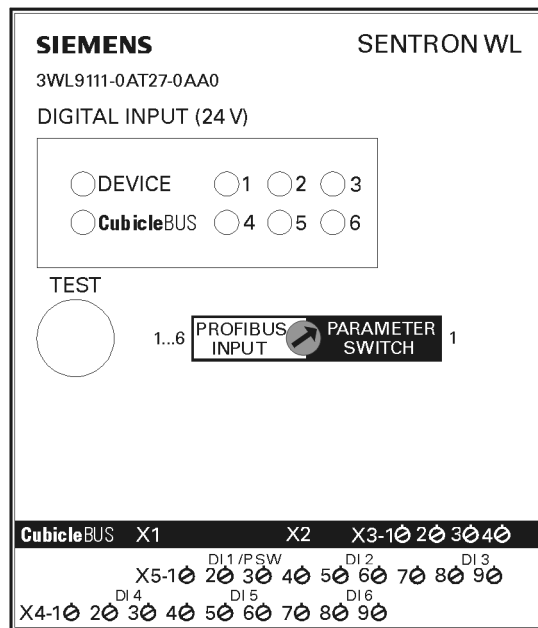 SIEMENS SENTRON WL
3WL9111-0AT27-0AA0
DIGITAL INPUT (24 V)
DEVICE 1 2 3
CubicleBUS 4 5 6
TEST
1...6 PROFIBUS INPUT PARAMETER SWITCH 1
CubicleBUS X1 X2 X3-1 2 3 4
DI 1/PSW DI 2 DI 3
X5-1 2 3 4 5 6 7 8 9
DI 4 DI 5 DI 6
X4-1 2 3 4 5 6 7 8 9